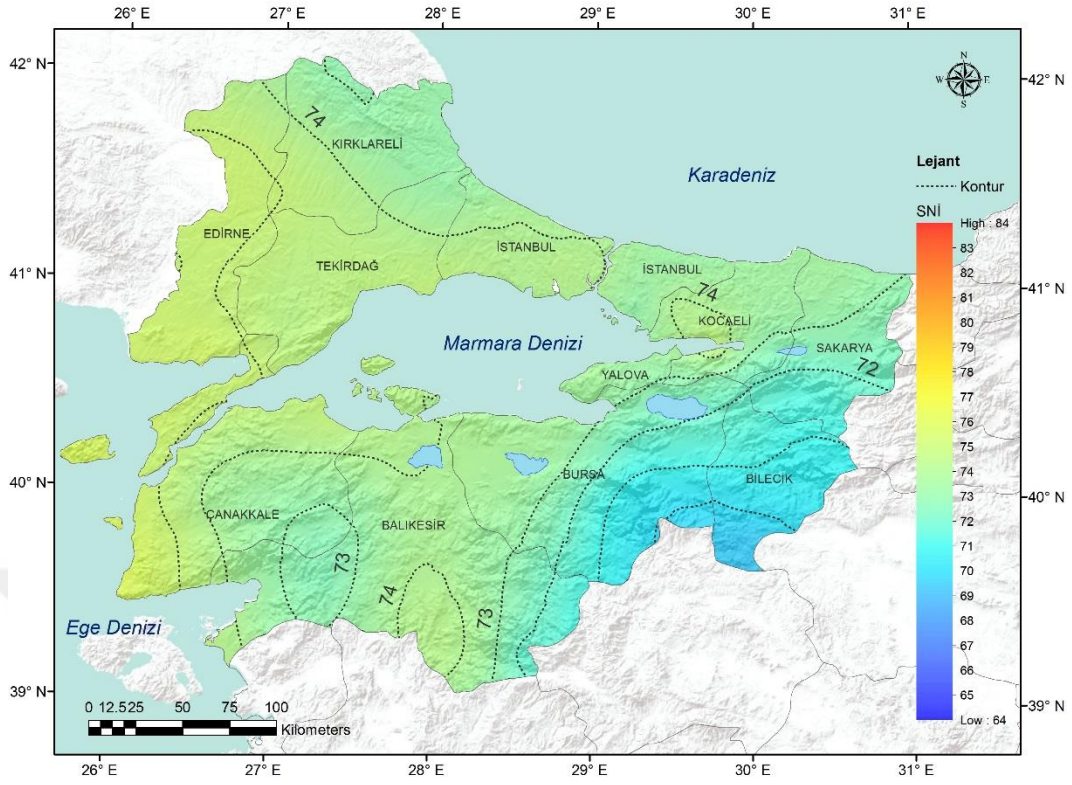 26° E 27° E 28° E 29° E 30° E 31° E
42° N
42° N
N
W E
S
74
KIRKLARELİ
Karadeniz
Lejant
Kontur
SNİ
High : 84
83
82
81
80
79
78
77
76
75
74
73
72
71
70
69
68
67
66
65
Low : 64
EDİRNE
İSTANBUL
TEKİRDAĞ
İSTANBUL
41° N
41° N
74
KOCAELİ
Marmara Denizi
SAKARYA
72
YALOVA
BURSA
BİLECİK
40° N
40° N
ÇANAKKALE
BALIKESİR
73
74
73
Ege Denizi
39° N
39° N
0 12.525 50 75 100
Kilometers
26° E 27° E 28° E 29° E 30° E 31° E